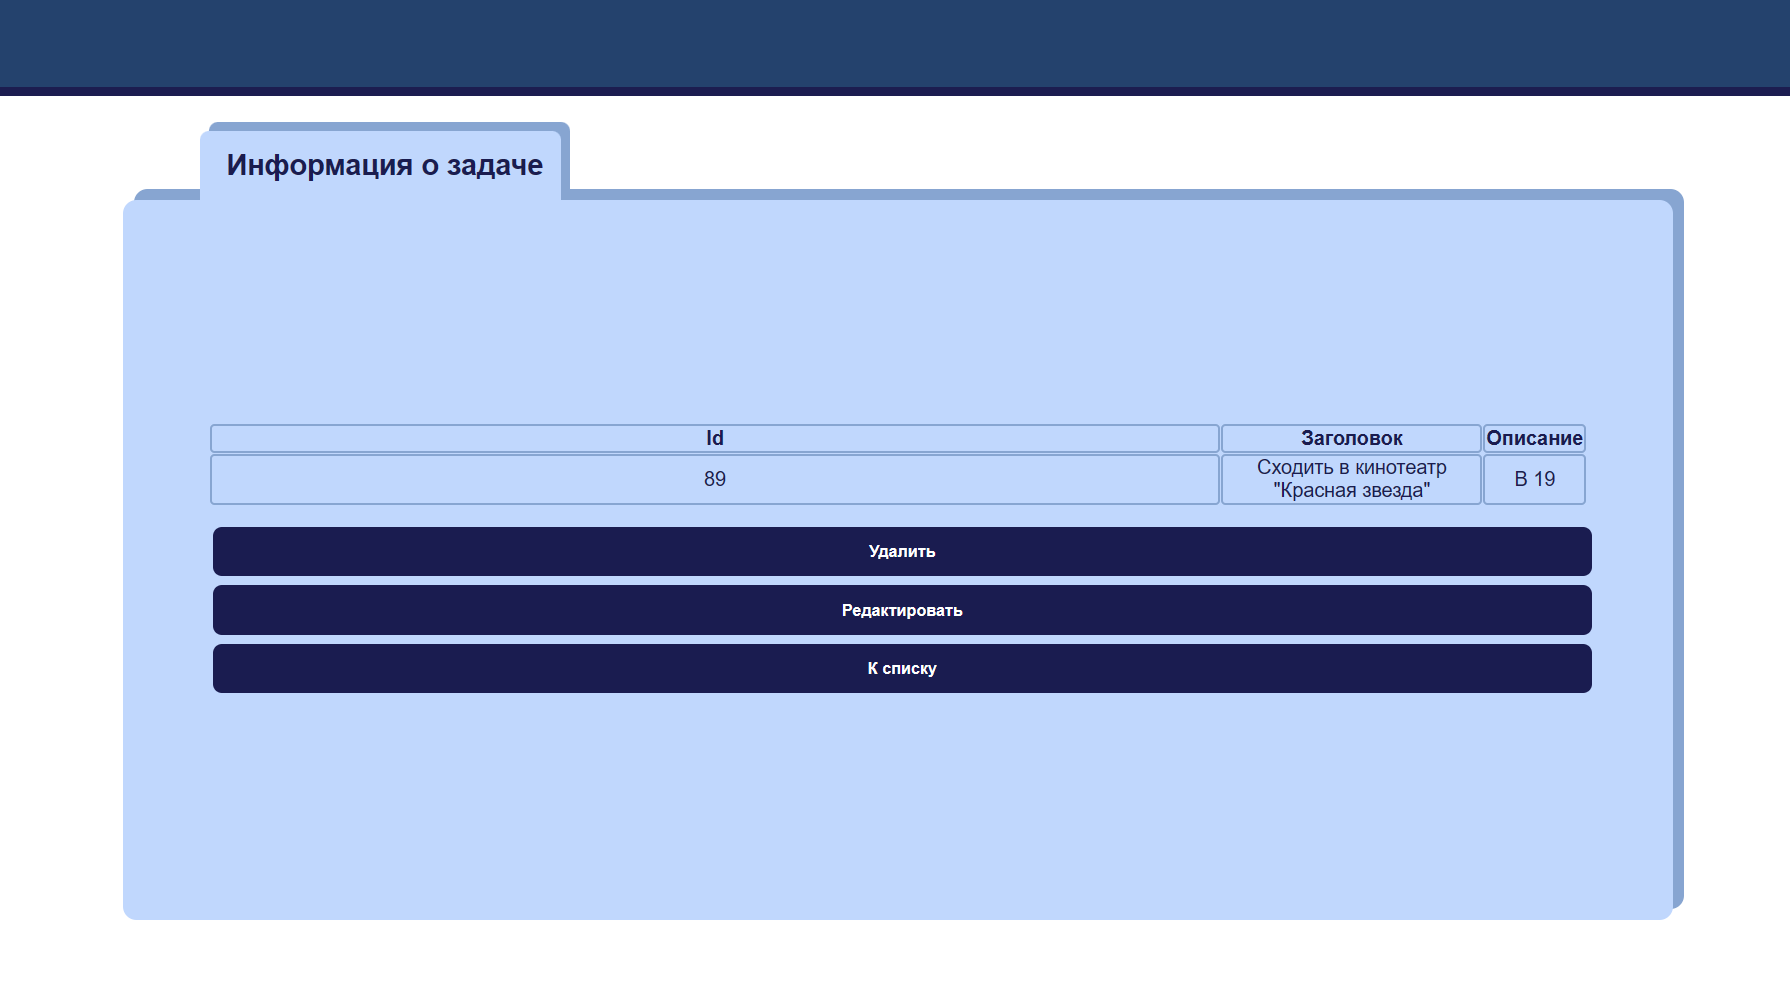 Информация о задаче
Id Заголовок Описание
89 Сходить в кинотеатр "Красная звезда" В 19
Удалить
Редактировать
К списку